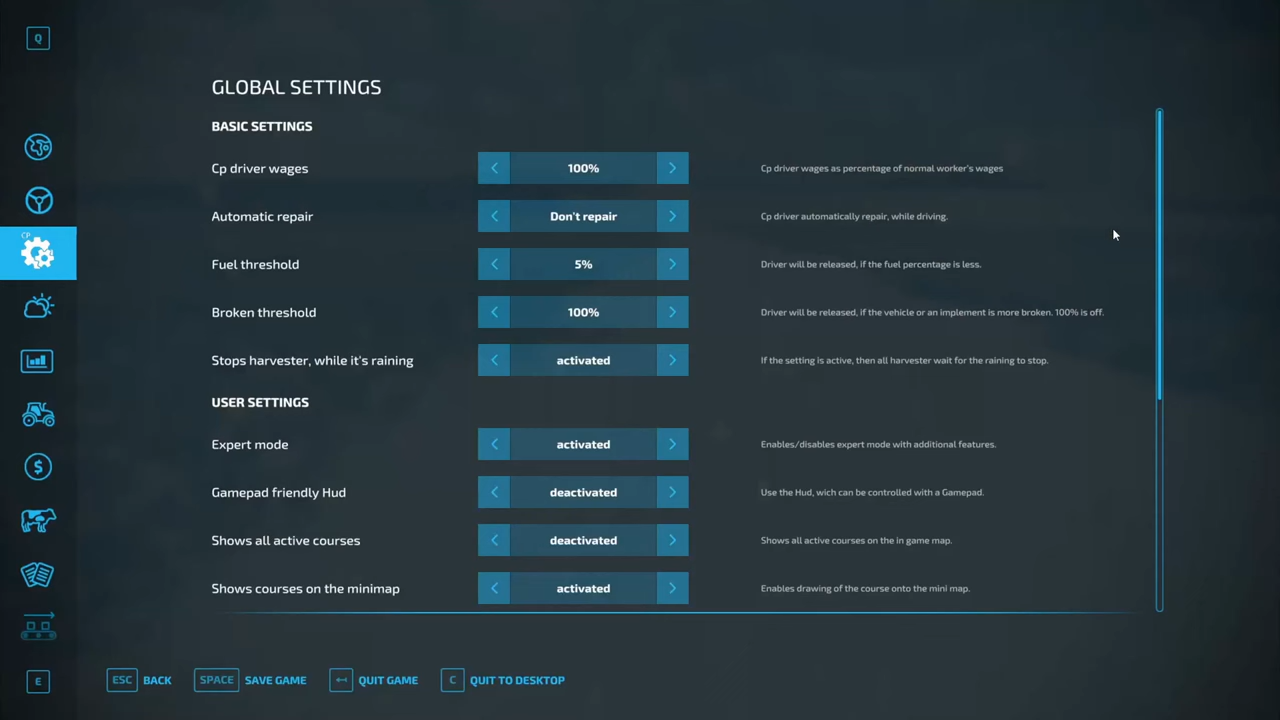 Q
GLOBAL SETTINGS
BASIC SETTINGS
Cp driver wages 100% Cp driver wages as percentage of normal worker's wages
Automatic repair Don't repair Cp driver automatically repair, while driving.
CP
Fuel threshold 5% Driver will be released, if the fuel percentage is less.
Broken threshold 100% Driver will be released, if the vehicle or an implement is more broken. 100% is off.
Stops harvester, while it's raining activated If the setting is active, then all harvester wait for the raining to stop.
USER SETTINGS
Expert mode activated Enables/disables expert mode with additional features.
$
Gamepad friendly Hud deactivated Use the Hud, wich can be controlled with a Gamepad.
Shows all active courses deactivated Shows all active courses on the in game map.
Shows courses on the minimap activated Enables drawing of the course onto the mini map.
E
ESC BACK SPACE SAVE GAME QUIT GAME C QUIT TO DESKTOP